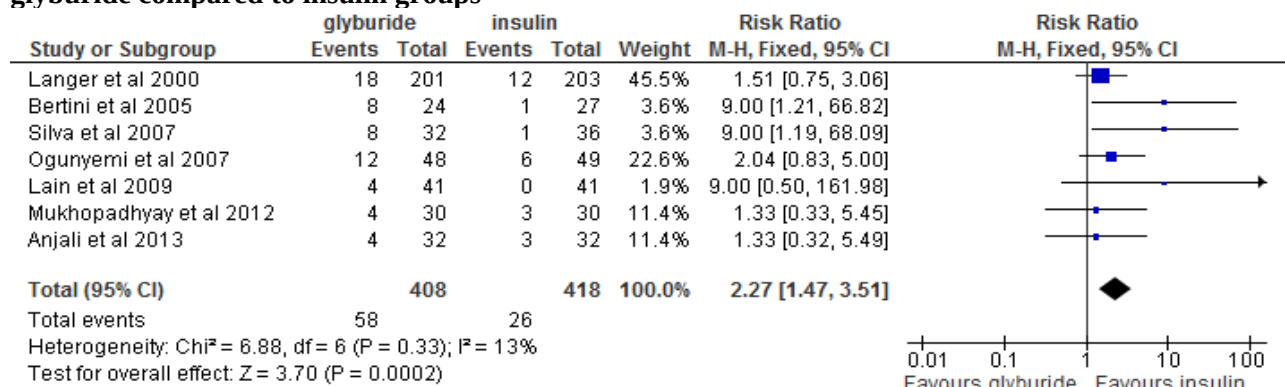 glyburide compared to insulin groups
glyburide insulin Risk Ratio Risk Ratio
Study or Subgroup Events Total Events Total Weight M-H, Fixed, 95% CI M-H, Fixed, 95% CI
Langer et al 2000 18 201 12 203 45.5% 1.51 [0.75, 3.06]
Bertini et al 2005 8 24 1 27 3.6% 9.00 [1.21, 66.82]
Silva et al 2007 8 32 1 36 3.6% 9.00 [1.19, 68.09]
Ogunyemi et al 2007 12 48 6 49 22.6% 2.04 [0.83, 5.00]
Lain et al 2009 4 41 0 41 1.9% 9.00 [0.50, 161.98]
Mukhopadhyay et al 2012 4 30 3 30 11.4% 1.33 [0.33, 5.45]
Anjali et al 2013 4 32 3 32 11.4% 1.33 [0.32, 5.49]
Total (95% CI) 408 418 100.0% 2.27 [1.47, 3.51]
Total events 58 26
Heterogeneity: Chi² = 6.88, df = 6 (P = 0.33); I² = 13%
Test for overall effect: Z = 3.70 (P = 0.0002)
0.01 0.1 1 10 100
Favours glyburide Favours insulin